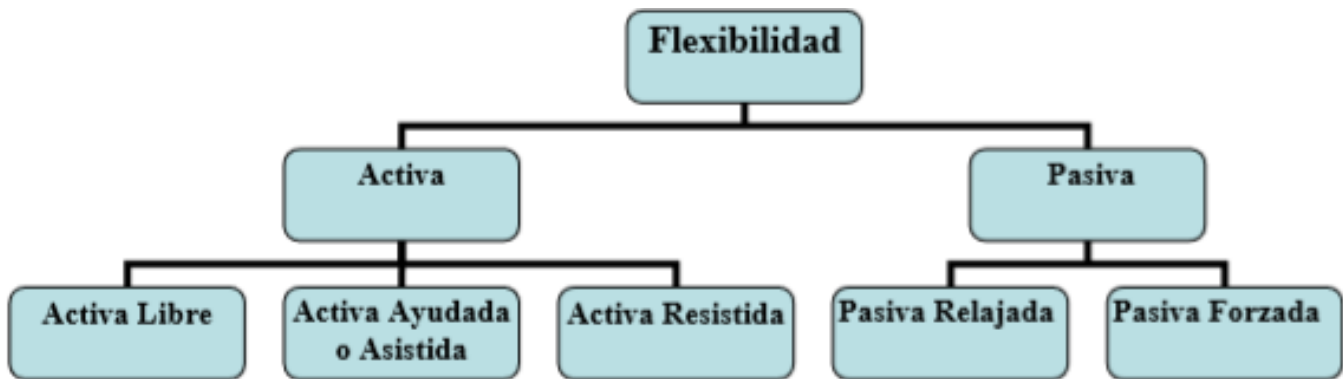 Flexibilidad
Activa
Pasiva
Activa Libre
Activa Ayudada
o Asistida
Activa Resistida
Pasiva Relajada
Pasiva Forzada